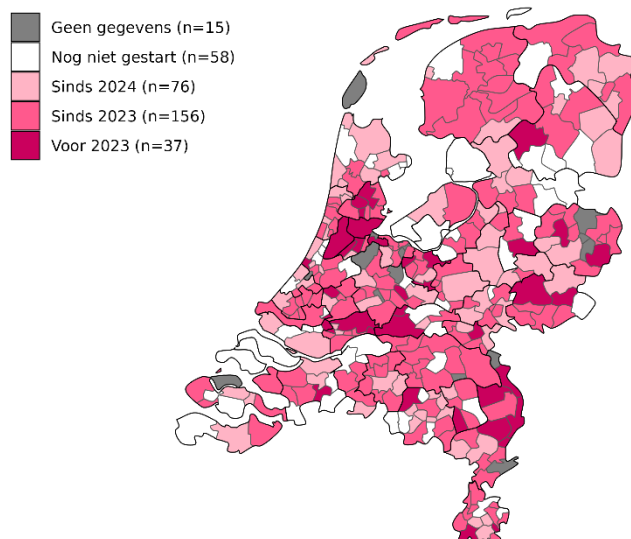 Geen gegevens (n=15)
Nog niet gestart (n=58)
Sinds 2024 (n=76)
Sinds 2023 (n=156)
Voor 2023 (n=37)